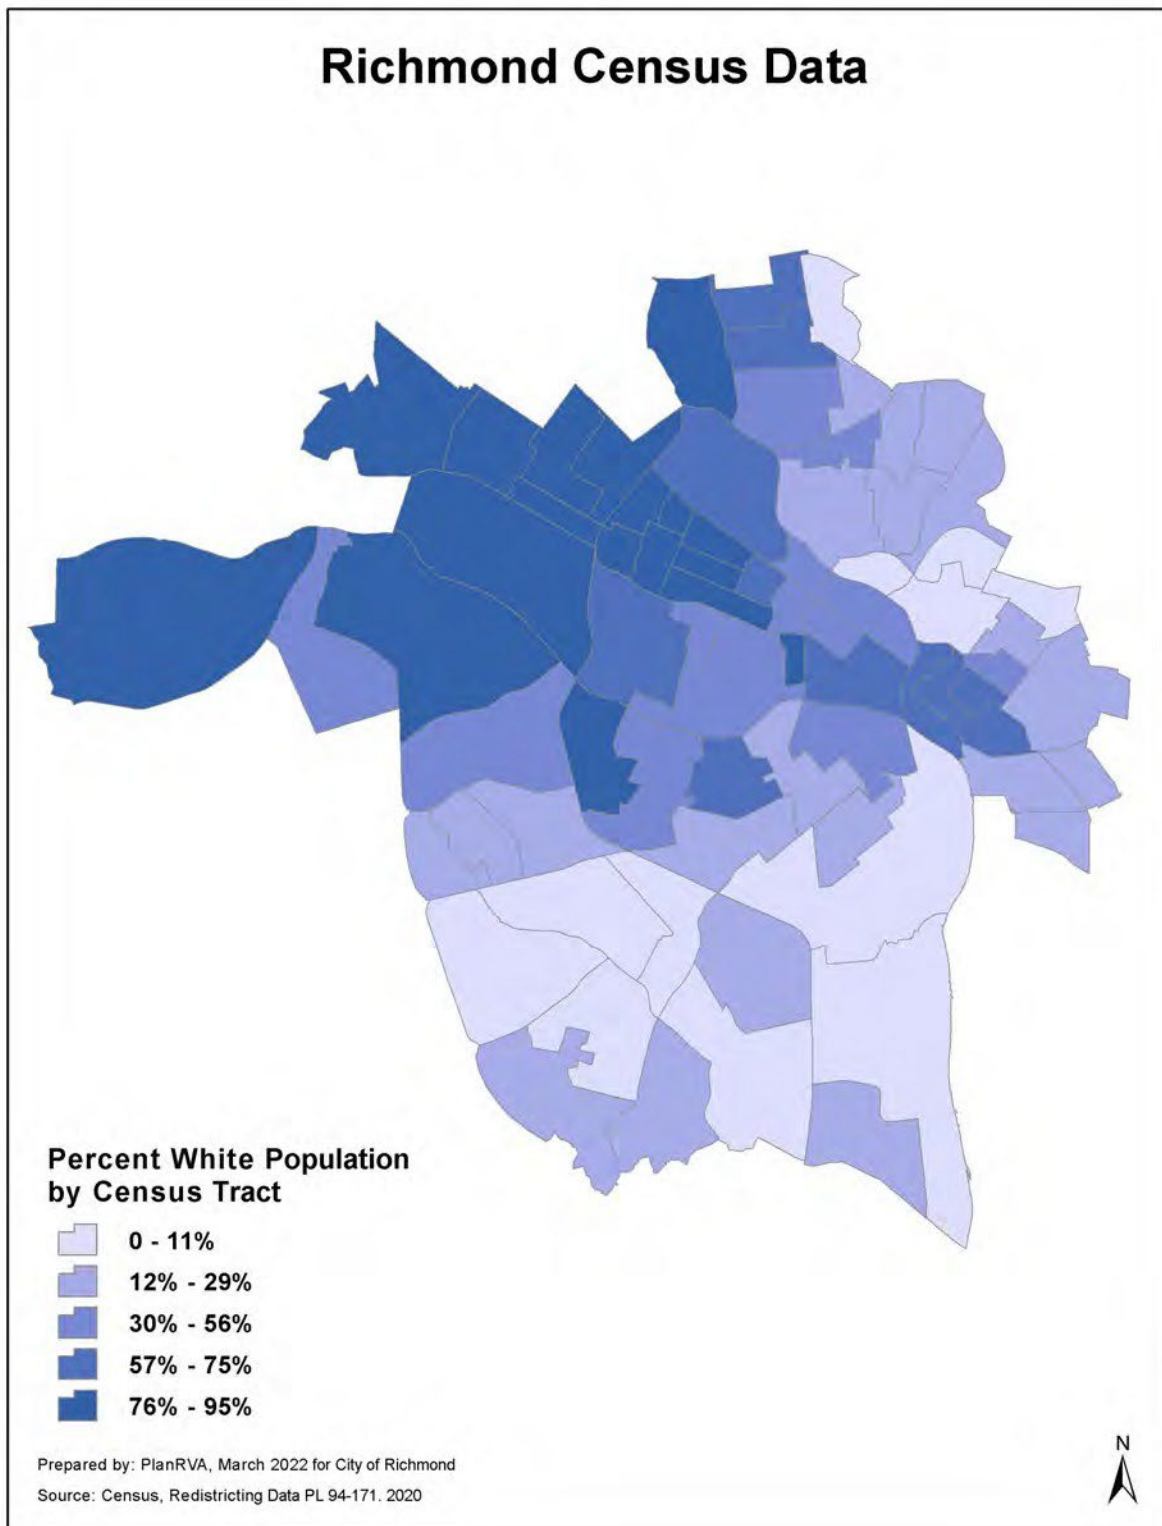 Richmond Census Data
Percent White Population
by Census Tract
0 - 11%
12% - 29%
30% - 56%
57% - 75%
76% - 95%
Prepared by: PlanRVA, March 2022 for City of Richmond
Source: Census, Redistricting Data PL 94-171. 2020
N